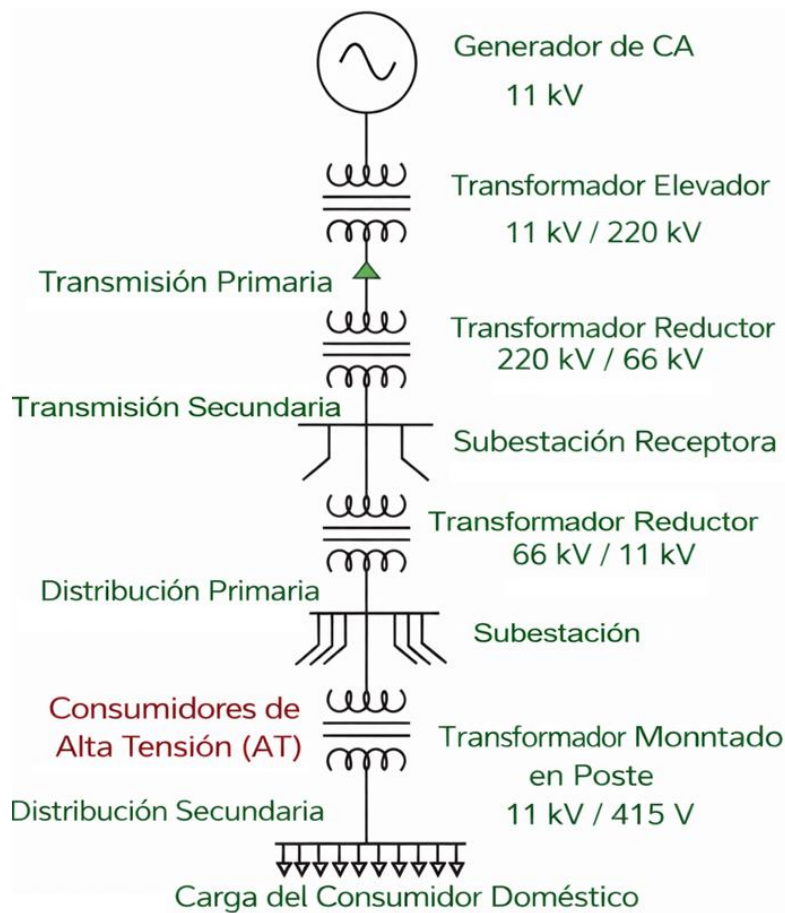 Generador de CA
11 kV
Transformador Elevador
11 kV / 220 kV
Transmisión Primaria
Transformador Reductor
220 kV / 66 kV
Transmisión Secundaria
Subestación Receptora
Transformador Reductor
66 kV / 11 kV
Distribución Primaria
Subestación
Consumidores de
Alta Tensión (AT)
Transformador Monntado
en Poste
11 kV / 415 V
Distribución Secundaria
Carga del Consumidor Doméstico